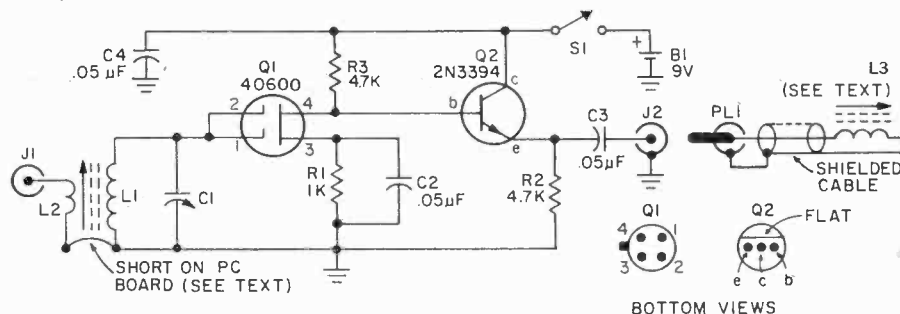 C4
.05 µF
Q1
40600
2
4
1
3
R3
4.7K
Q2
2N3394
c
b
e
S1
+
B1
9V
C3
.05µF
J2
PL1
L3
(SEE TEXT)
SHIELDED
CABLE
J1
L2
L1
C1
R1
1K
C2
.05µF
R2
4.7K
SHORT ON PC
BOARD (SEE TEXT)
Q1
4
1
3
2
Q2
FLAT
e
c
b
BOTTOM VIEWS